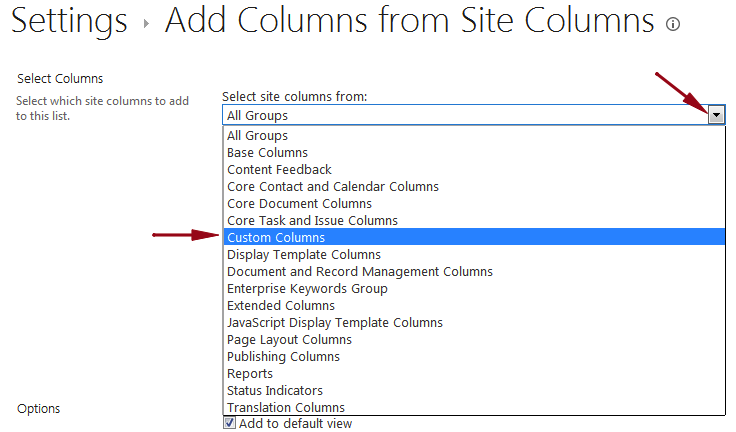 Settings › Add Columns from Site Columns
Select Columns
Select which site columns to add
to this list.
Select site columns from:
All Groups
All Groups
Base Columns
Content Feedback
Core Contact and Calendar Columns
Core Document Columns
Core Task and Issue Columns
Custom Columns
Display Template Columns
Document and Record Management Columns
Enterprise Keywords Group
Extended Columns
JavaScript Display Template Columns
Page Layout Columns
Publishing Columns
Reports
Status Indicators
Translation Columns
Options
Add to default view